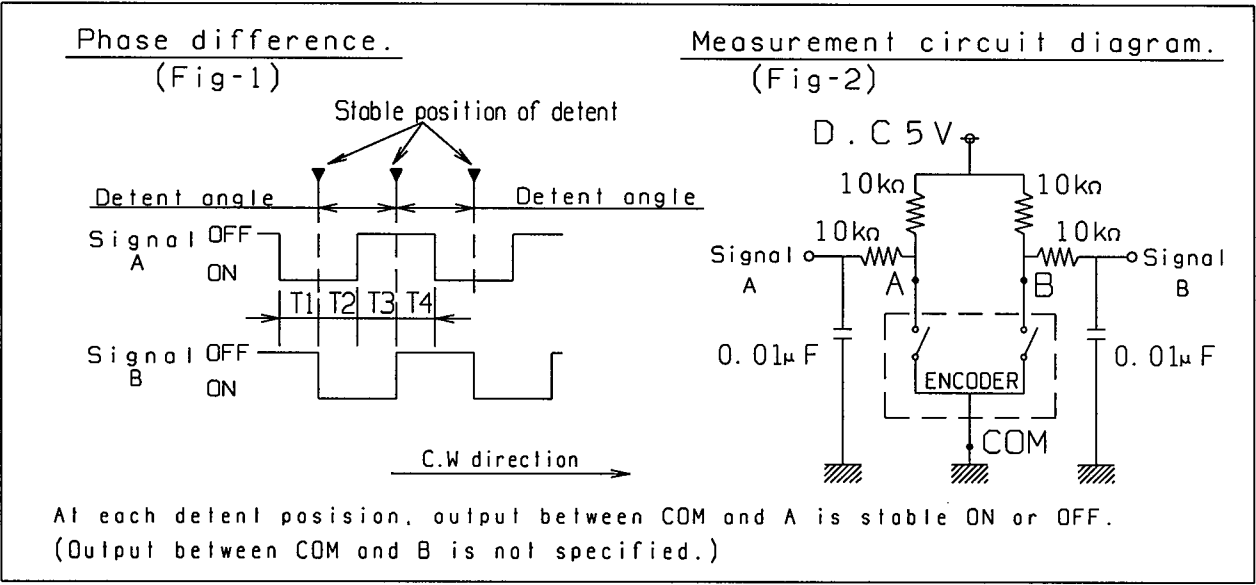 Phase difference.
(Fig-1)
Stable position of detent
Detent angle
Detent angle
Signal A
OFF
ON
T1 T2 T3 T4
Signal B
OFF
ON
C.W direction
Measurement circuit diagram.
(Fig-2)
D.C 5V
10kΩ
10kΩ
10kΩ
10kΩ
Signal A
A
B
Signal B
0.01μF
0.01μF
ENCODER
COM
At each detent posision, output between COM and A is stable ON or OFF.
(Output between COM and B is not specified.)